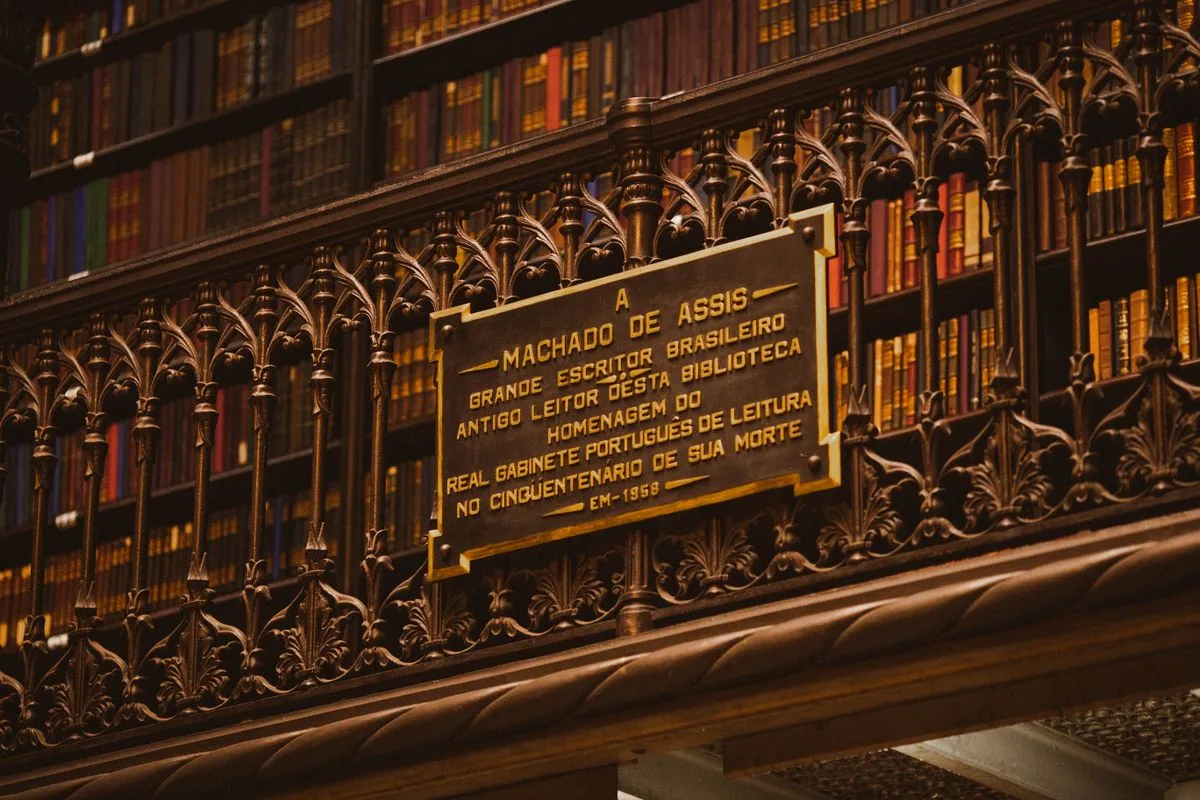 A
MACHADO DE ASSIS
GRANDE ESCRITOR BRASILEIRO
ANTIGO LEITOR DÊSTA BIBLIOTECA
HOMENAGEM DO
REAL GABINETE PORTUGUÊS DE LEITURA
NO CINQÜENTENÁRIO DE SUA MORTE
EM-1958